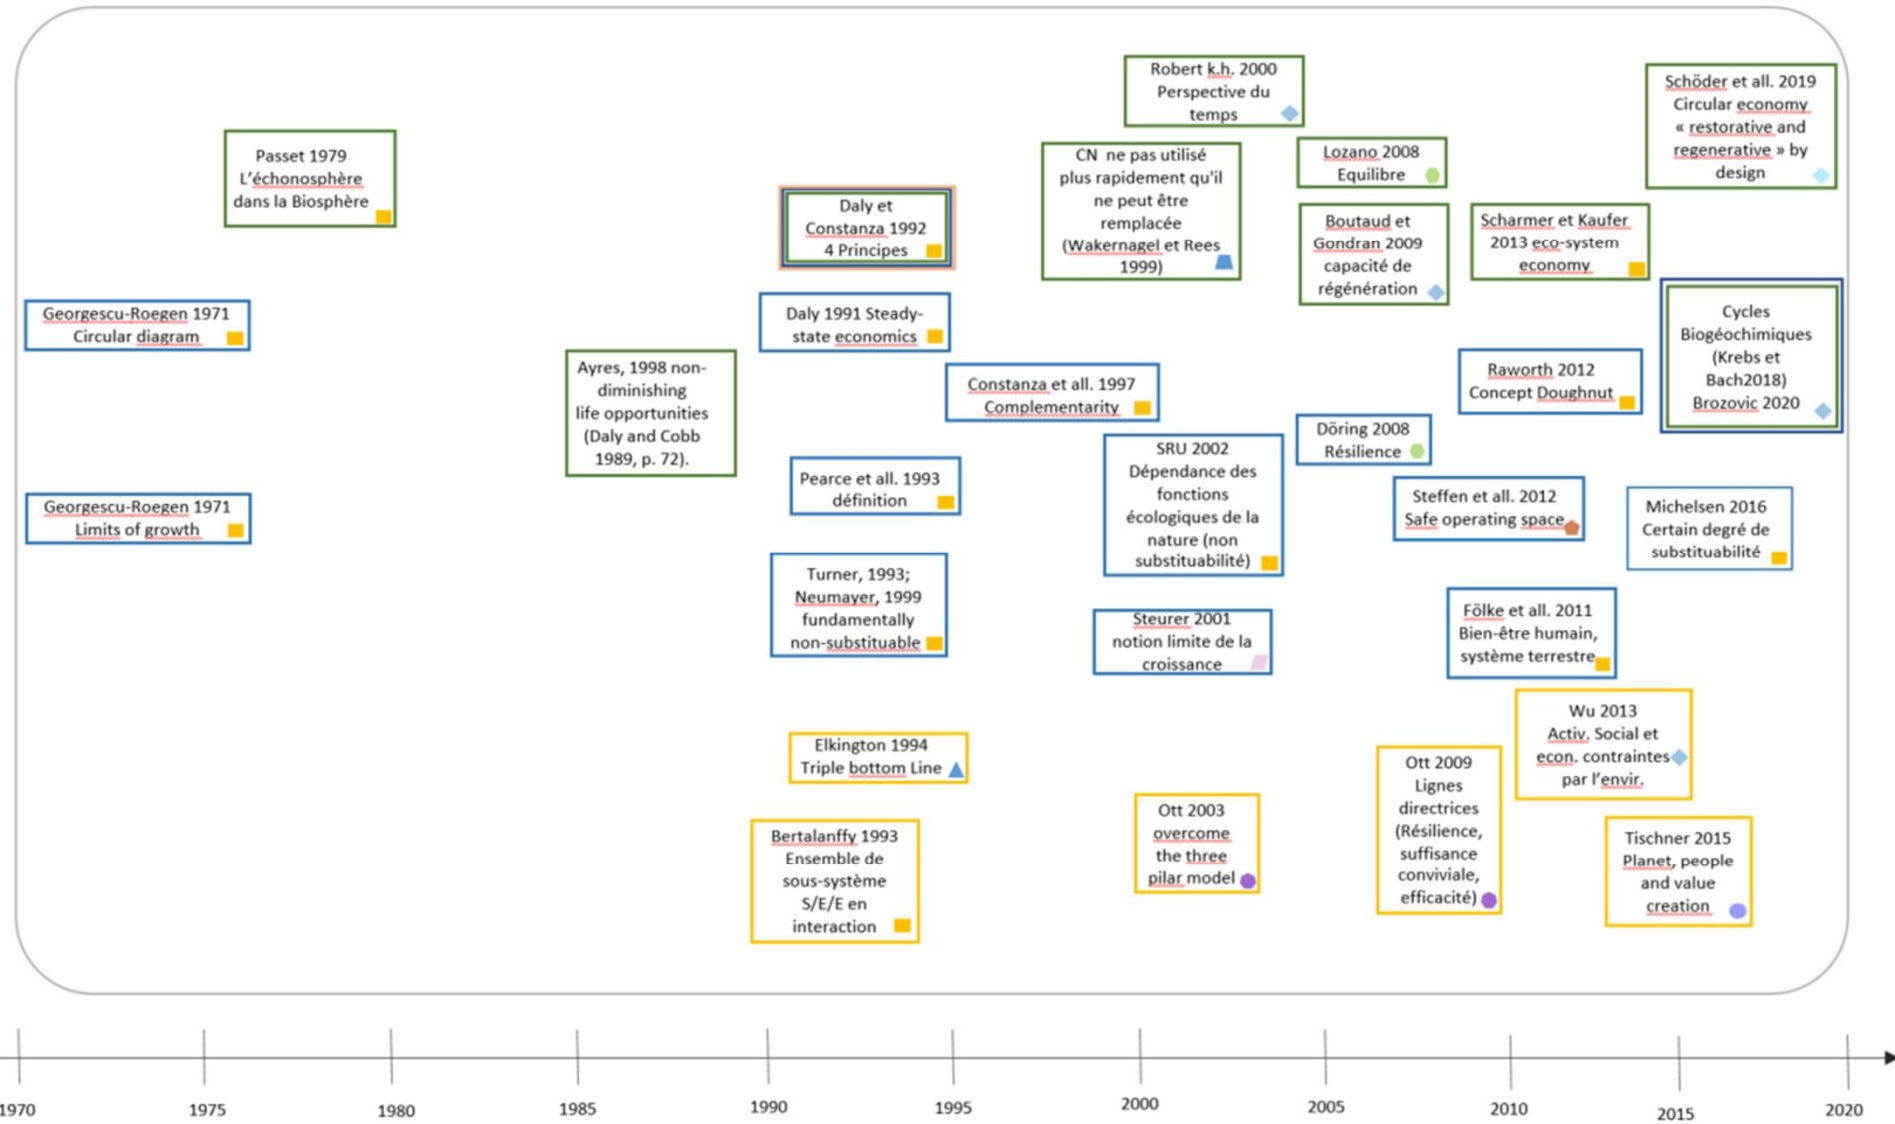 Robert k.h. 2000
Perspective du
temps
Schöder et all. 2019
Circular economy
« restorative and
regenerative » by
design
Passet 1979
L'échonosphère
dans la Biosphère
CN ne pas utilisé
plus rapidement qu'il
ne peut être
remplacée
(Wakernagel et Rees
1999)
Lozano 2008
Equilibre
Daly et
Constanza 1992
4 Principes
Boutaud et
Gondran 2009
capacité de
régénération
Scharmer et Kaufer
2013 eco-system
economy
Georgescu-Roegen 1971
Circular diagram
Daly 1991 Steady-
state economics
Cycles
Biogéochimiques
(Krebs et
Bach2018)
Brozovic 2020
Ayres, 1998 non-
diminishing
life opportunities
(Daly and Cobb
1989, p. 72).
Constanza et all. 1997
Complementarity
Raworth 2012
Concept Doughnut
Döring 2008
Résilience
SRU 2002
Dépendance des
fonctions
écologiques de la
nature (non
substituabilité)
Pearce et all. 1993
définition
Georgescu-Roegen 1971
Limits of growth
Steffen et all. 2012
Safe operating space
Michelsen 2016
Certain degré de
substituabilité
Turner, 1993;
Neumayer, 1999
fundamentally
non-substituable
Steurer 2001
notion limite de la
croissance
Fölke et all. 2011
Bien-être humain,
système terrestre
Wu 2013
Activ. Social et
econ. contraintes
par l'envir.
Elkington 1994
Triple bottom Line
Ott 2009
Lignes
directrices
(Résilience,
suffisance
conviviale,
efficacité)
Ott 2003
overcome
the three
pilar model
Bertalanffy 1993
Ensemble de
sous-système
S/E/E en
interaction
Tischner 2015
Planet, people
and value
creation
1970
1975
1980
1985
1990
1995
2000
2005
2010
2015
2020